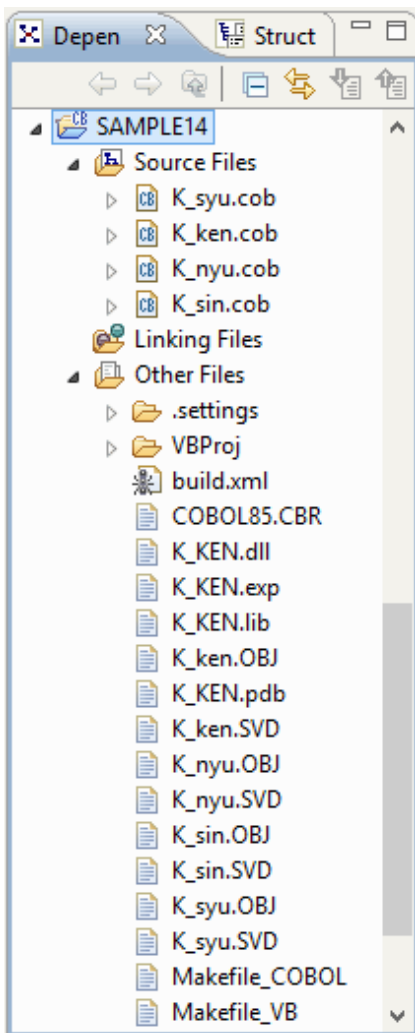 Depen Struct
SAMPLE14
Source Files
K_syu.cob
K_ken.cob
K_nyu.cob
K_sin.cob
Linking Files
Other Files
.settings
VBProj
build.xml
COBOL85.CBR
K_KEN.dll
K_KEN.exp
K_KEN.lib
K_ken.OBJ
K_KEN.pdb
K_ken.SVD
K_nyu.OBJ
K_nyu.SVD
K_sin.OBJ
K_sin.SVD
K_syu.OBJ
K_syu.SVD
Makefile_COBOL
Makefile_VB